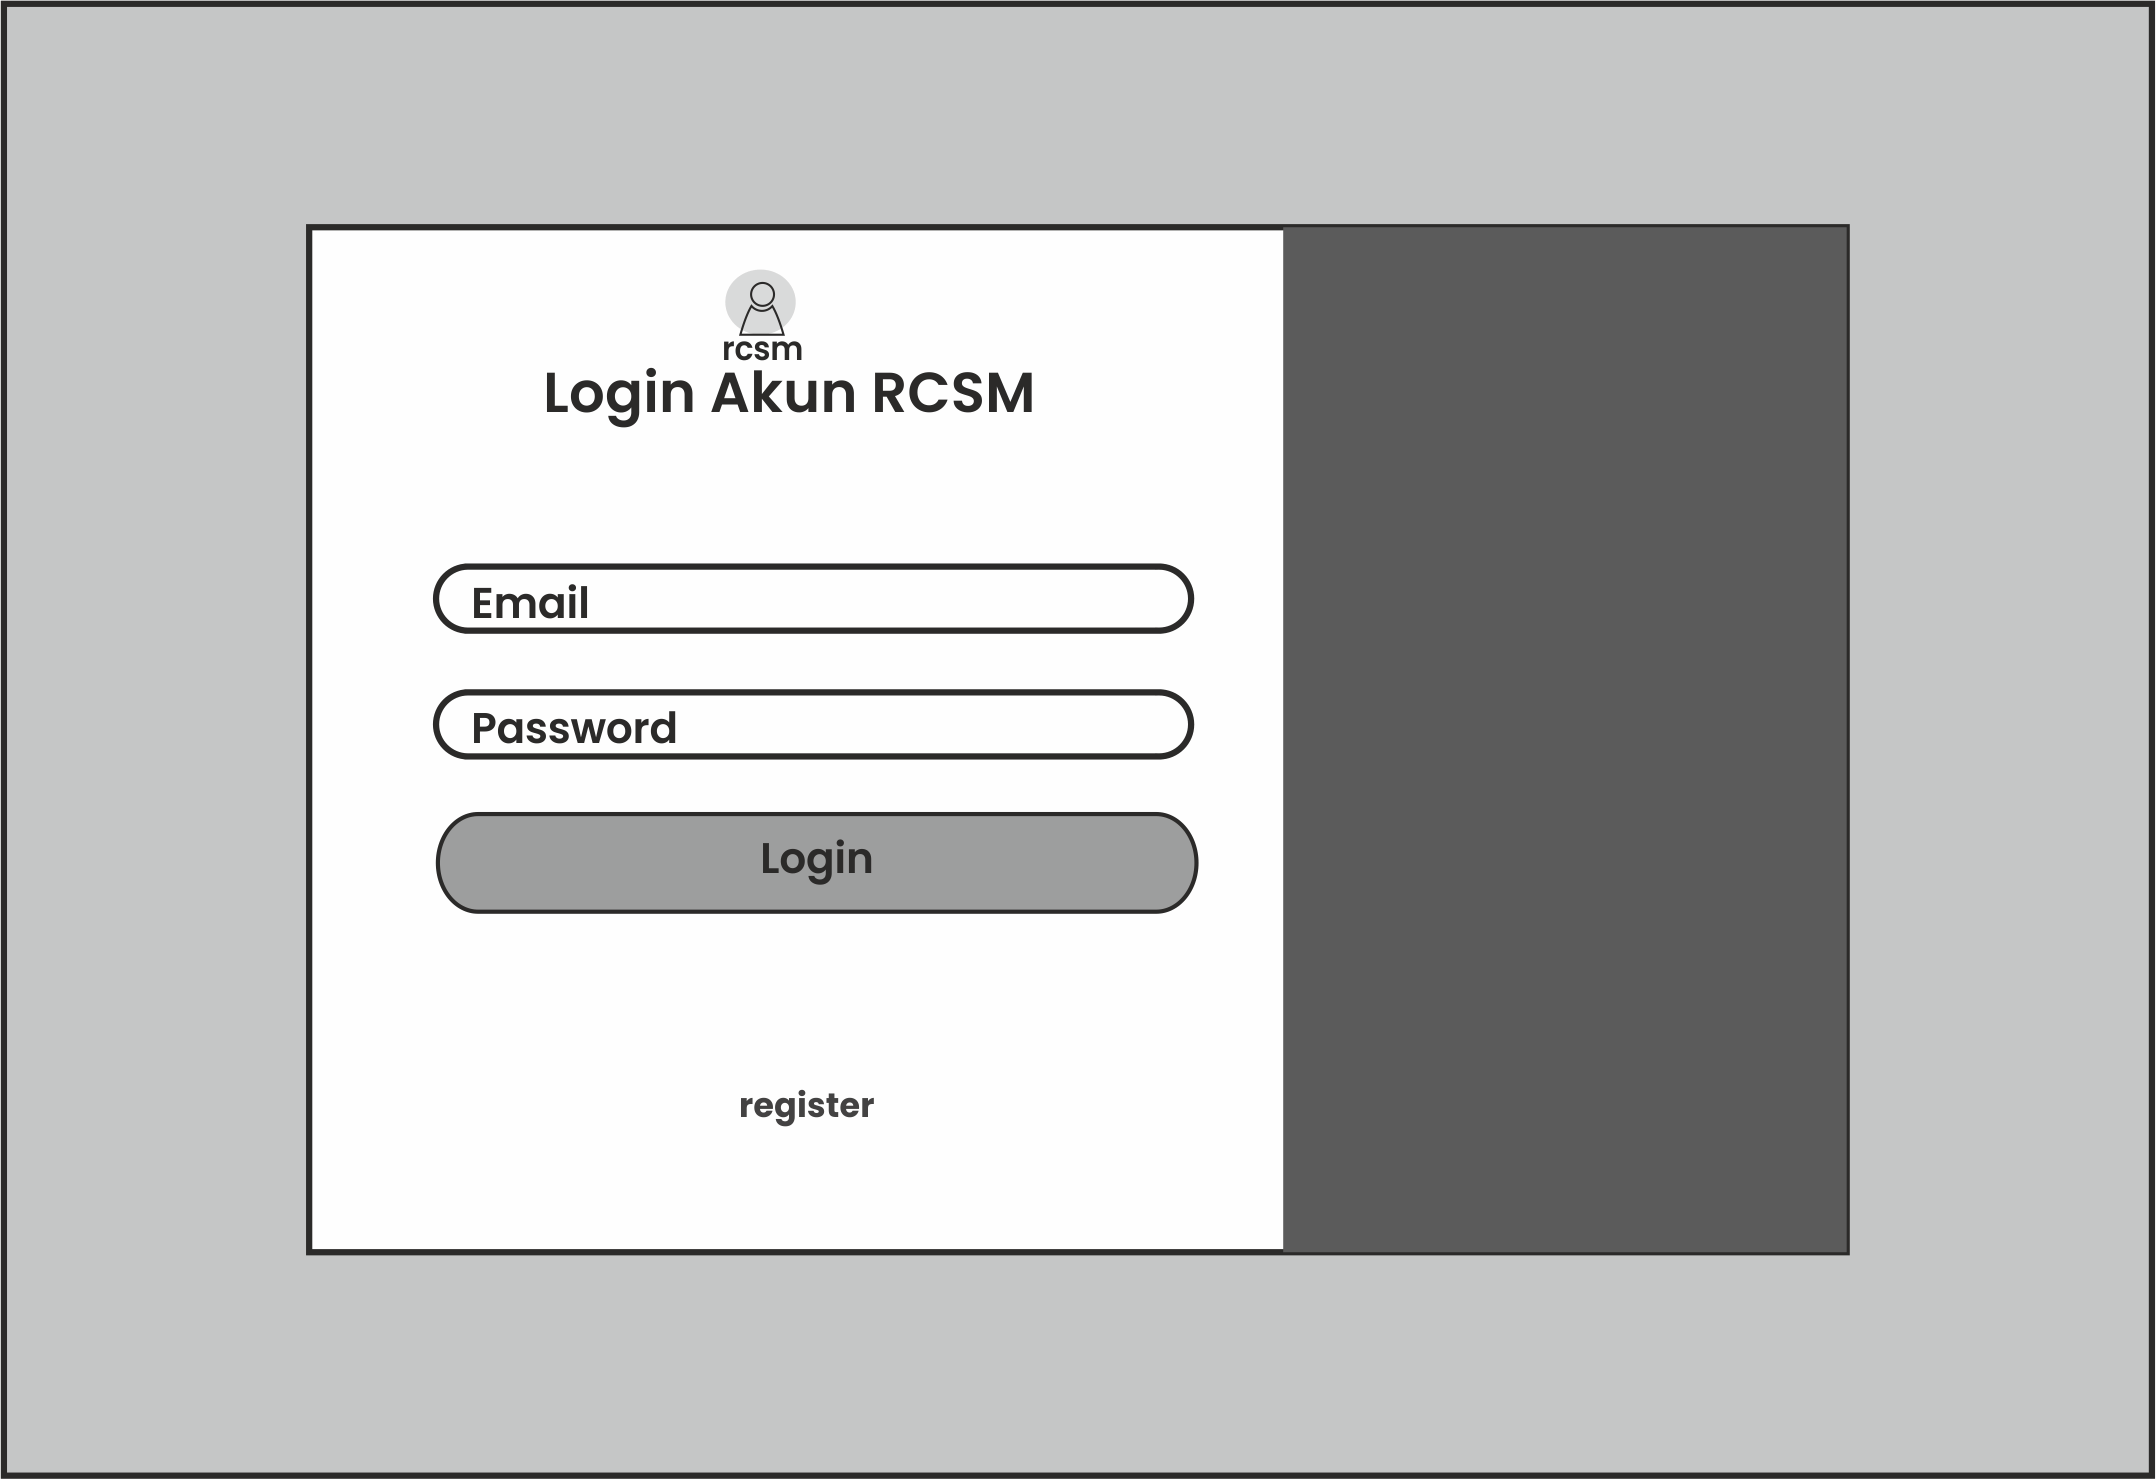 rcsm
Login Akun RCSM
Email
Password
Login
register